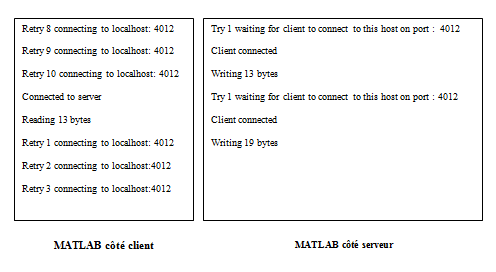 Retry 8 connecting to localhost: 4012
Retry 9 connecting to localhost: 4012
Retry 10 connecting to localhost: 4012
Connected to server
Reading 13 bytes
Retry 1 connecting to localhost: 4012
Retry 2 connecting to localhost:4012
Retry 3 connecting to localhost:4012
MATLAB côté client
Try 1 waiting for client to connect to this host on port : 4012
Client connected
Writing 13 bytes
Try 1 waiting for client to connect to this host on port : 4012
Client connected
Writing 19 bytes
MATLAB côté serveur